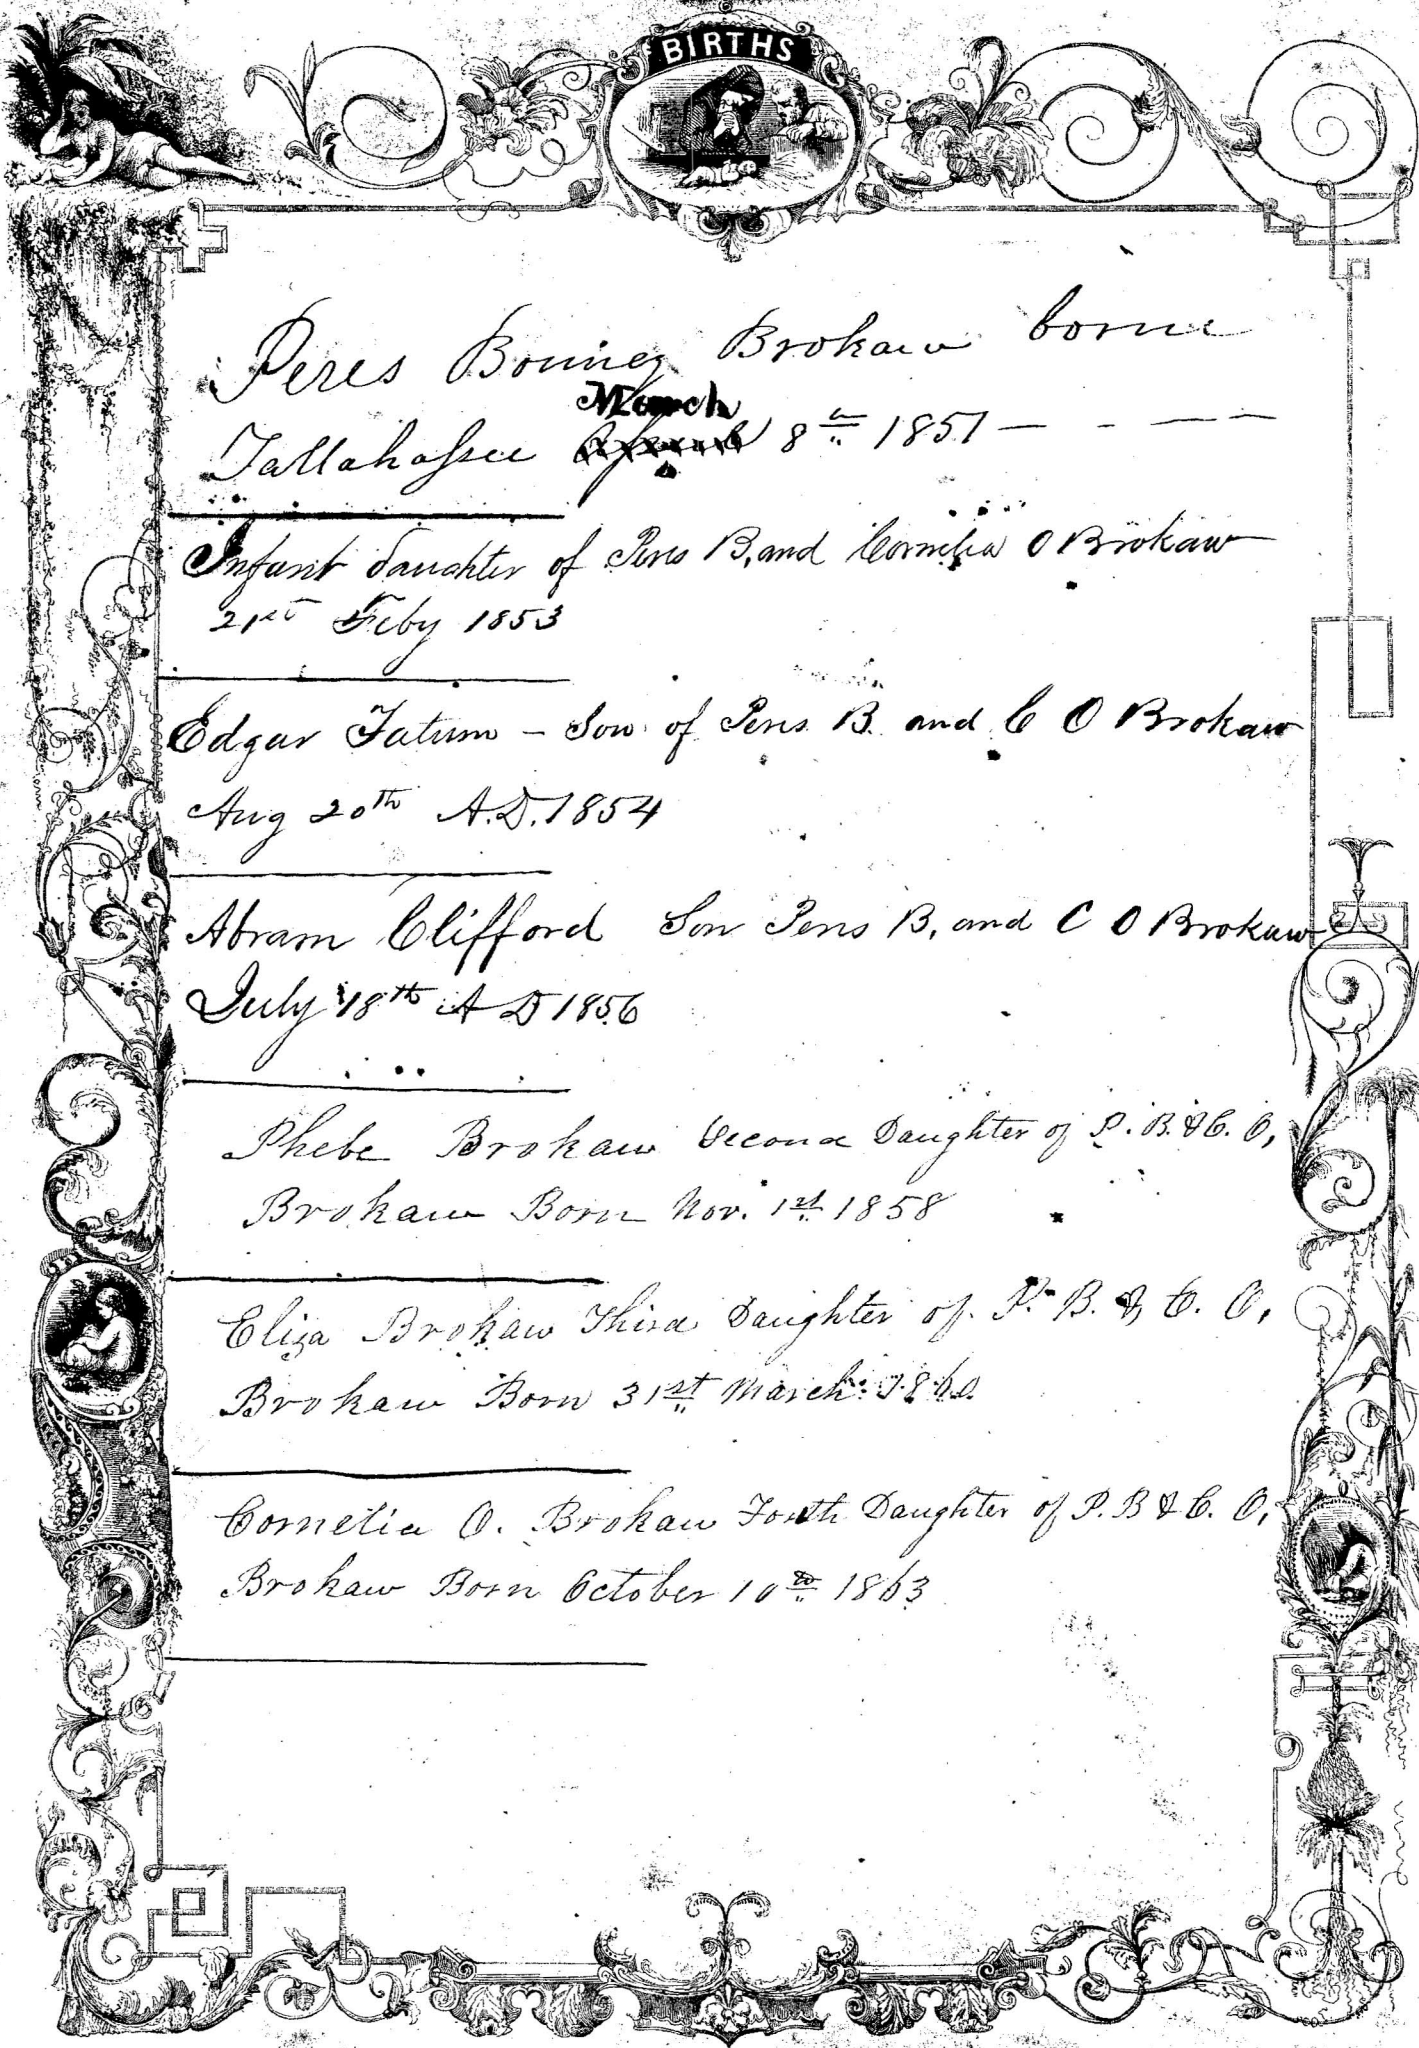 BIRTHS
Peres Bonney Brokaw borne
March
Tallahassee 8th 1851 — - — —
Infant daughter of Peres B, and Cornelia O Brokaw
21st Feby 1853
Edgar Tatum – Son of Peres B. and C O Brokaw
Aug 20th A.D. 1854
Abram Clifford Son Peres B, and C O Brokaw
July 18th A D 1856
Phebe Brokaw Second Daughter of P. B. & C. O,
Brokaw Born Nov. 1st 1858
Eliza Brokaw Third Daughter of P. B. & C. O,
Brokaw Born 31st March 1860
Cornelia O. Brokaw Forth Daughter of P. B & C. O,
Brokaw Born October 10th 1863